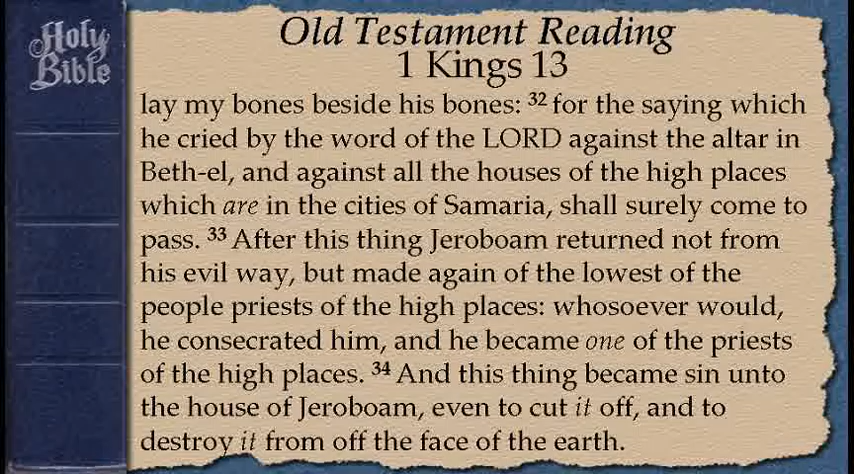 Holy
Bible
Old Testament Reading
1 Kings 13
lay my bones beside his bones: 32 for the saying which
he cried by the word of the LORD against the altar in
Beth-el, and against all the houses of the high places
which are in the cities of Samaria, shall surely come to
pass. 33 After this thing Jeroboam returned not from
his evil way, but made again of the lowest of the
people priests of the high places: whosoever would,
he consecrated him, and he became one of the priests
of the high places. 34 And this thing became sin unto
the house of Jeroboam, even to cut it off, and to
destroy it from off the face of the earth.